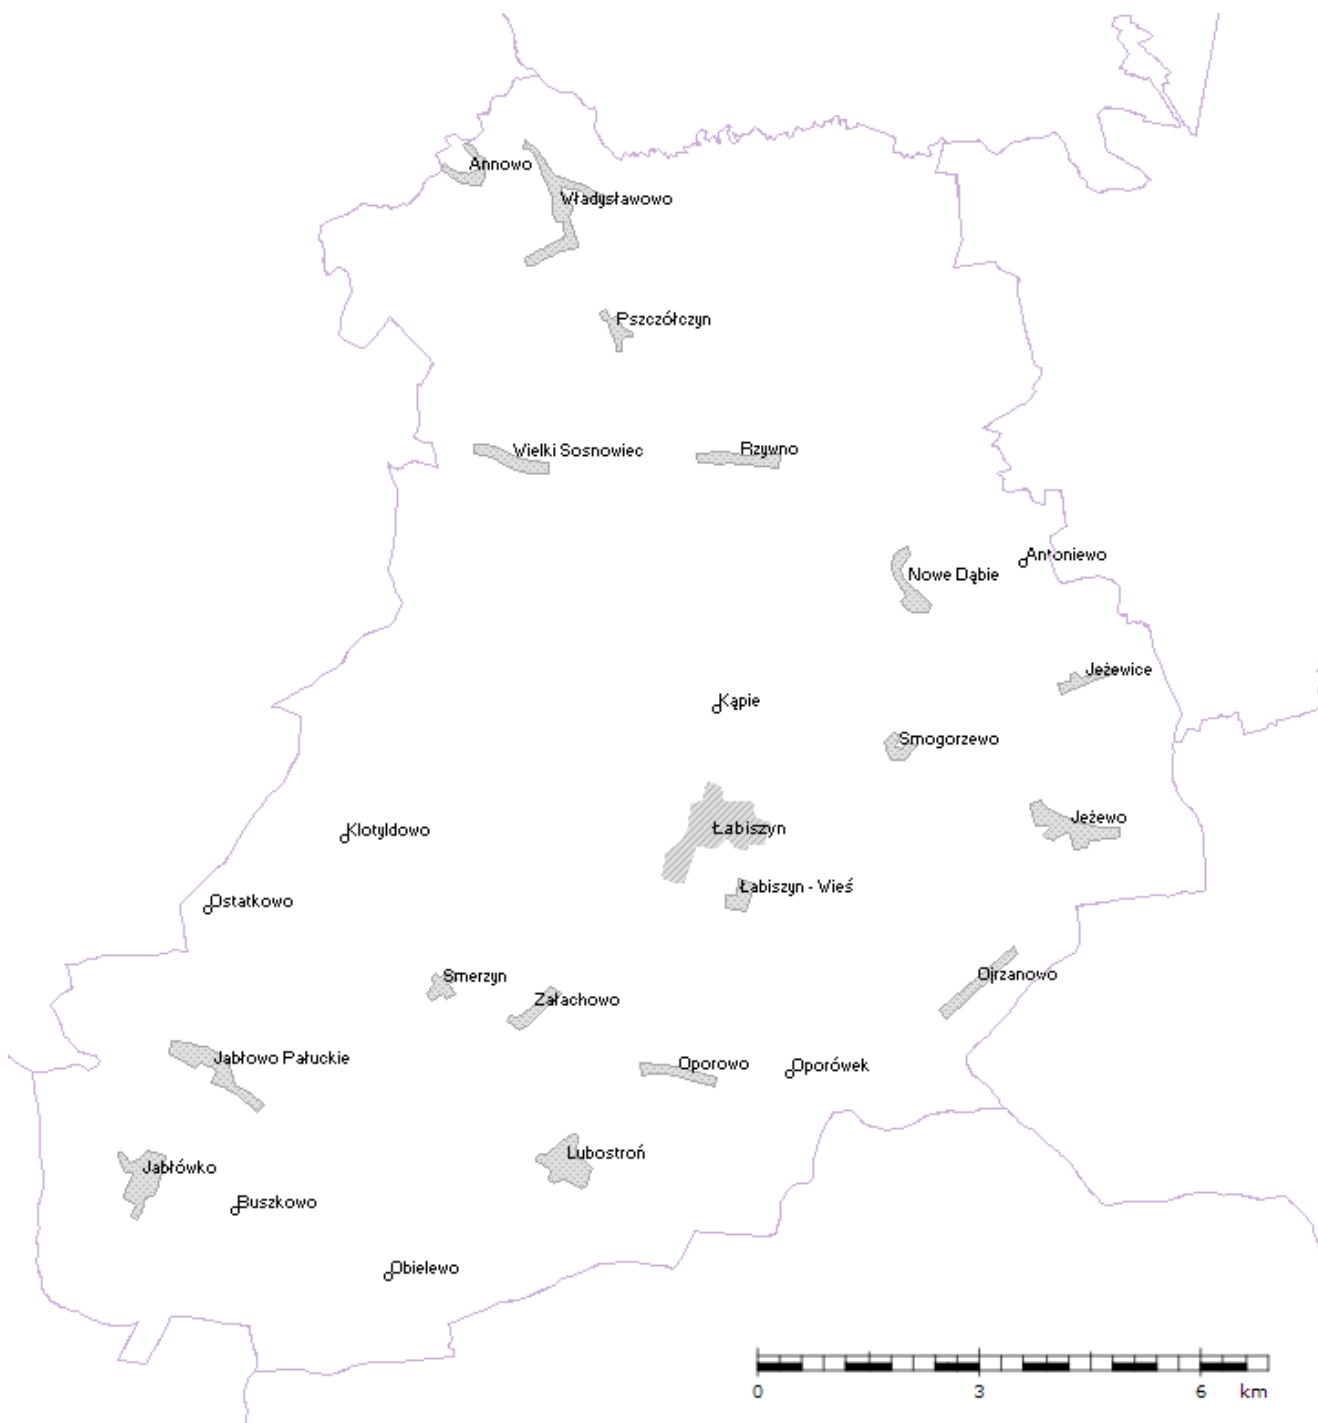 Annowo
Władysławowo
Pszczółczyn
Wielki Sosnowiec
Rzywno
Antoniewo
Nowe Dąbie
Jeżewice
Kąpie
Smogorzewo
Jeżewo
Łabiszyn
Klotyldowo
Łabiszyn - Wieś
Ostatkowo
Smerzyn
Ojrzanowo
Załachowo
Jabłowo Pałuckie
Oporowo
Oporówek
Lubostroń
Jabłówko
Buszkowo
Obielewo
0 3 6 km